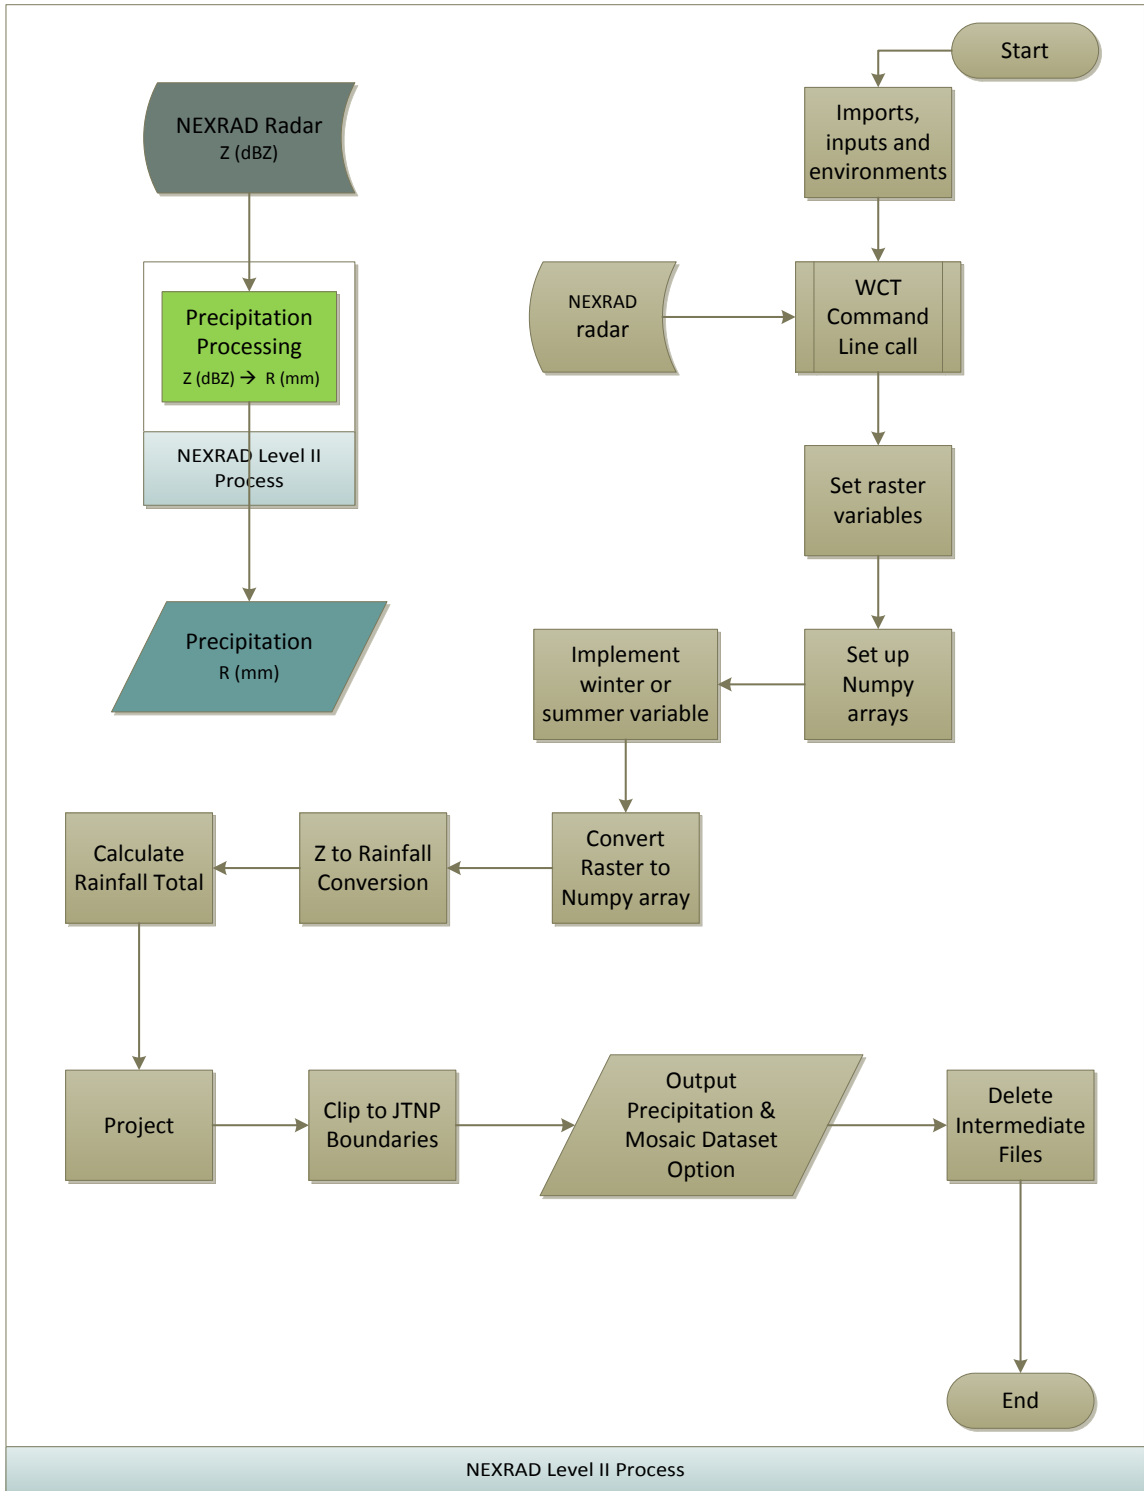 Start
Imports,
inputs and
environments
NEXRAD Radar
Z (dBZ)
Precipitation
Processing
Z (dBZ) → R (mm)
NEXRAD Level II
Process
Precipitation
R (mm)
NEXRAD
radar
WCT
Command
Line call
Set raster
variables
Set up
Numpy
arrays
Implement
winter or
summer variable
Convert
Raster to
Numpy array
Z to Rainfall
Conversion
Calculate
Rainfall Total
Project
Clip to JTNP
Boundaries
Output
Precipitation &
Mosaic Dataset
Option
Delete
Intermediate
Files
End
NEXRAD Level II Process